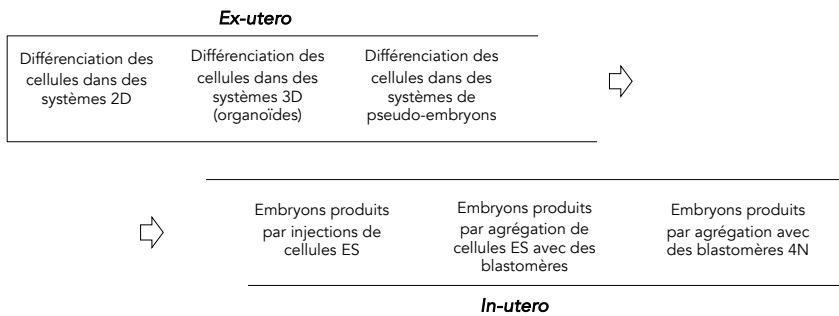 Ex-utero
Différenciation des
cellules dans des
systèmes 2D
Différenciation des
cellules dans des
systèmes 3D
(organoïdes)
Différenciation des
cellules dans des
systèmes de
pseudo-embryons
Embryons produits
par injections de
cellules ES
Embryons produits
par agrégation de
cellules ES avec des
blastomères
Embryons produits
par agrégation avec
des blastomères 4N
In-utero